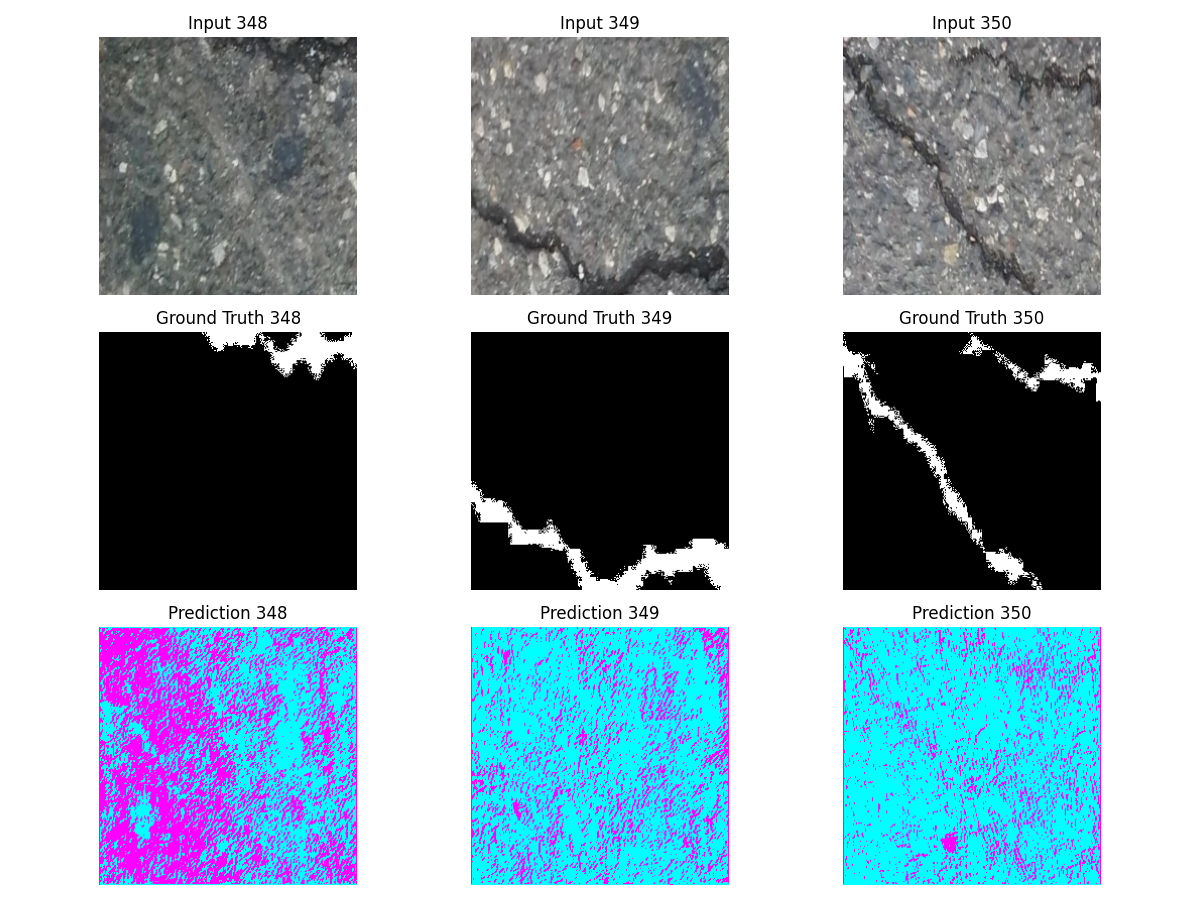 Input 348
Input 349
Input 350
Ground Truth 348
Ground Truth 349
Ground Truth 350
Prediction 348
Prediction 349
Prediction 350